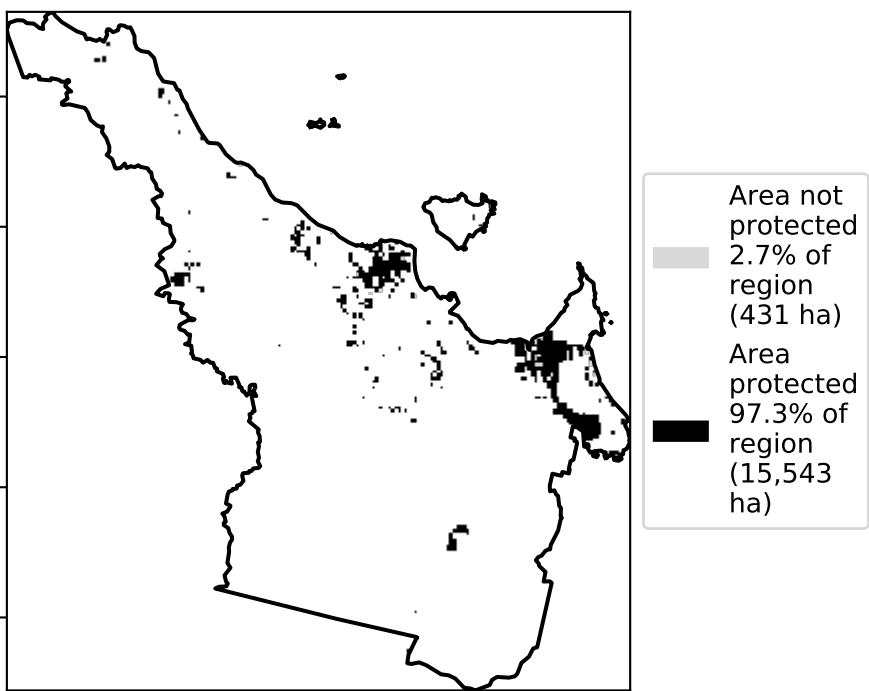 Area not
protected
2.7% of
region
(431 ha)
Area
protected
97.3% of
region
(15,543
ha)